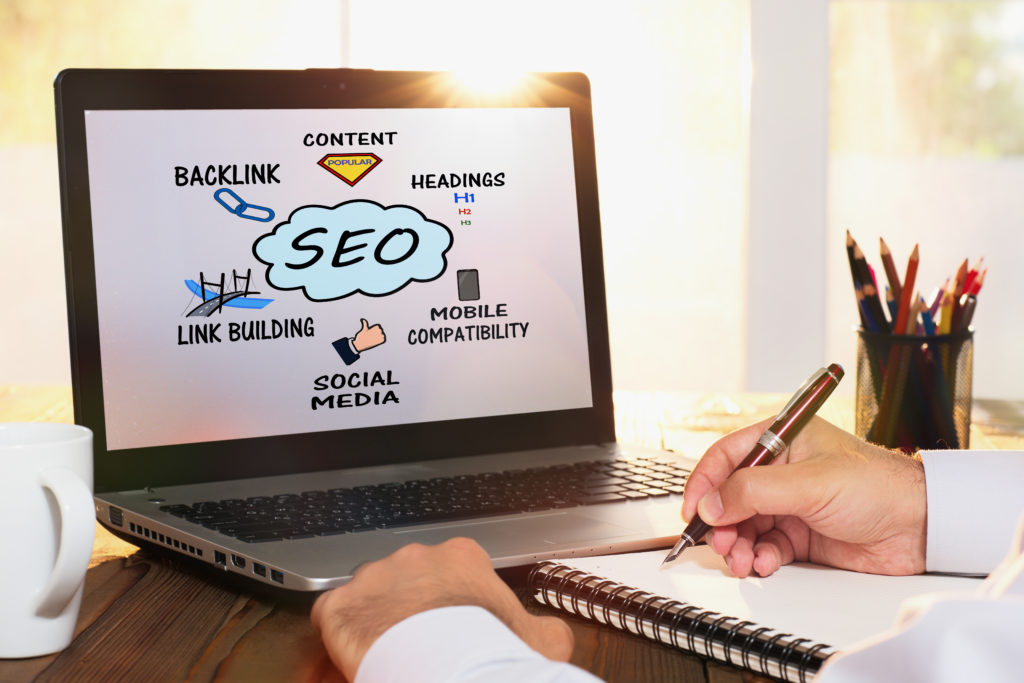 CONTENT
POPULAR
BACKLINK
HEADINGS
H1
H2
H3
SEO
LINK BUILDING
MOBILE
COMPATIBILITY
SOCIAL
MEDIA